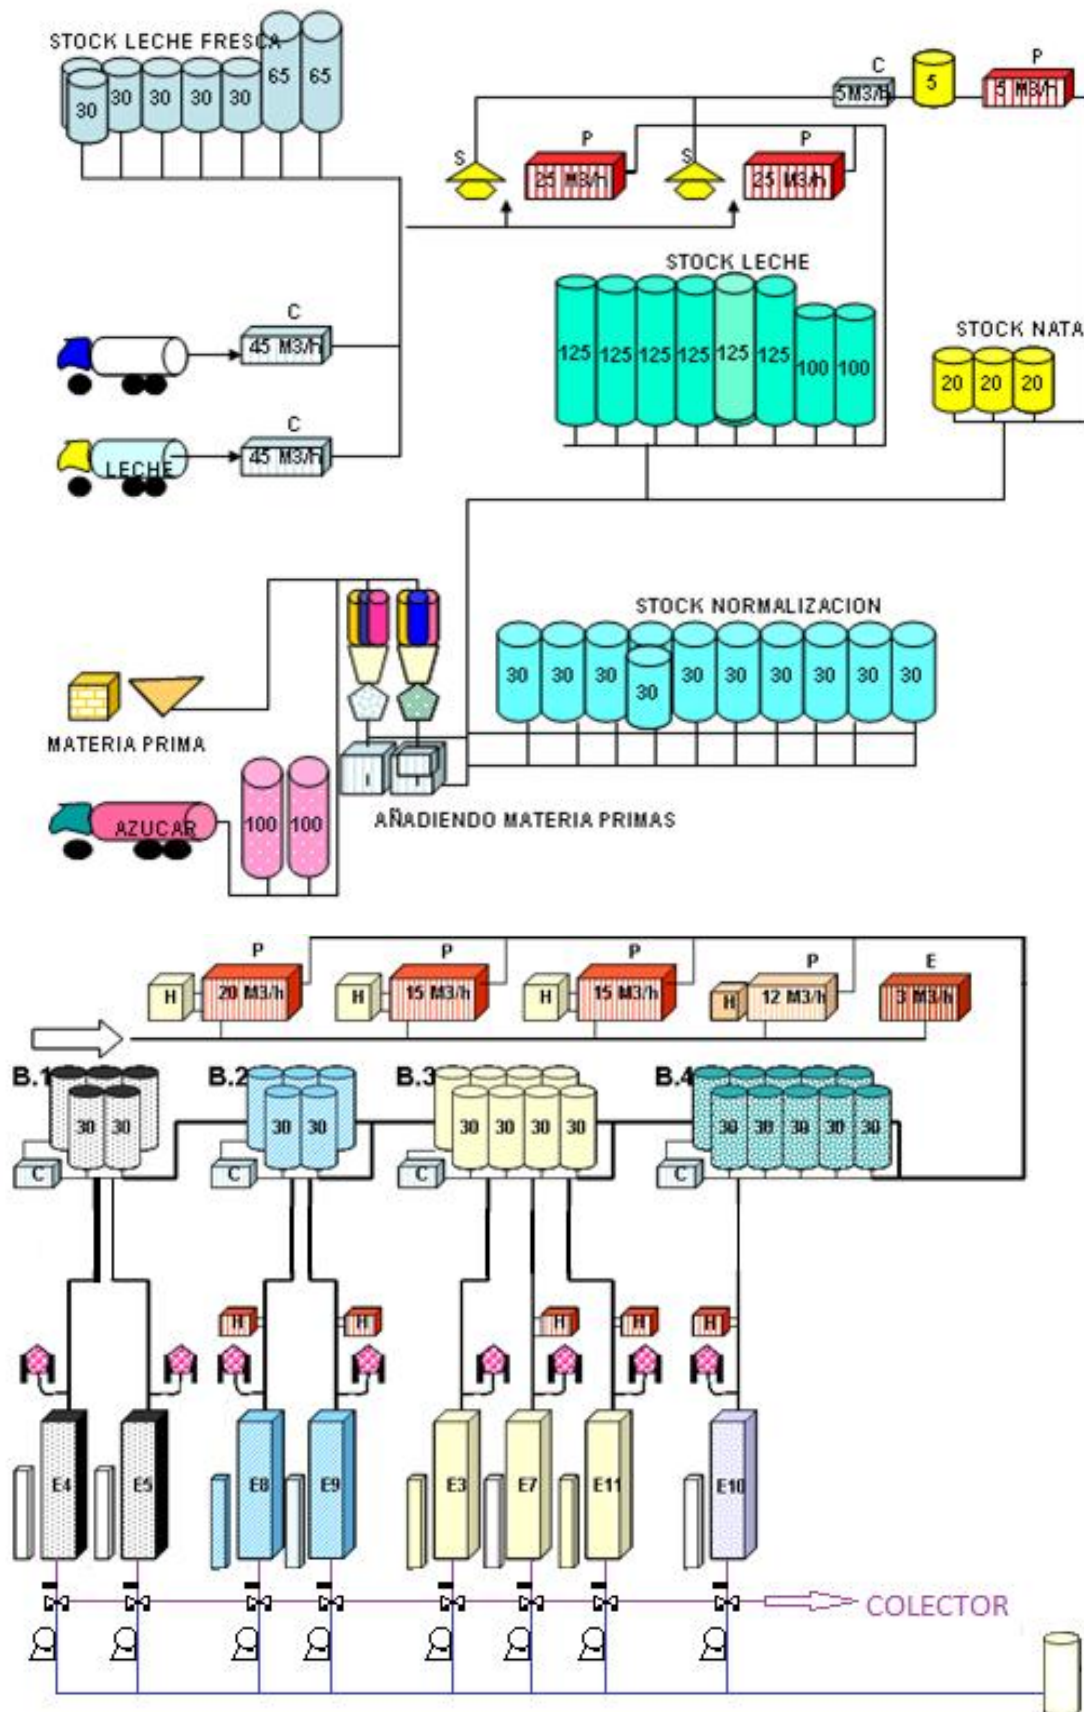 STOCK LECHE FRESCA
65 65
30 30 30 30 30
C
5M3/h
5
P
5 M3/h
S
P
25 M3/h
S
P
25 M3/h
STOCK LECHE
125 125 125 125 125 125 100 100
STOCK NATA
20 20 20
C
45 M3/h
C
45 M3/h
LECHE
STOCK NORMALIZACION
30 30 30 30 30 30 30 30 30 30
MATERIA PRIMA
I I
AÑADIENDO MATERIA PRIMAS
AZUCAR
100 100
P P P P E
H 20 M3/h H 15 M3/h H 15 M3/h H 12 M3/h 3 M3/h
B.1 B.2 B.3 B.4
30 30 30 30 30 30 30 30 30 30 30 30 30
C C C C
H H H H H
E4 E5 E8 E9 E3 E7 E11 E10
COLECTOR